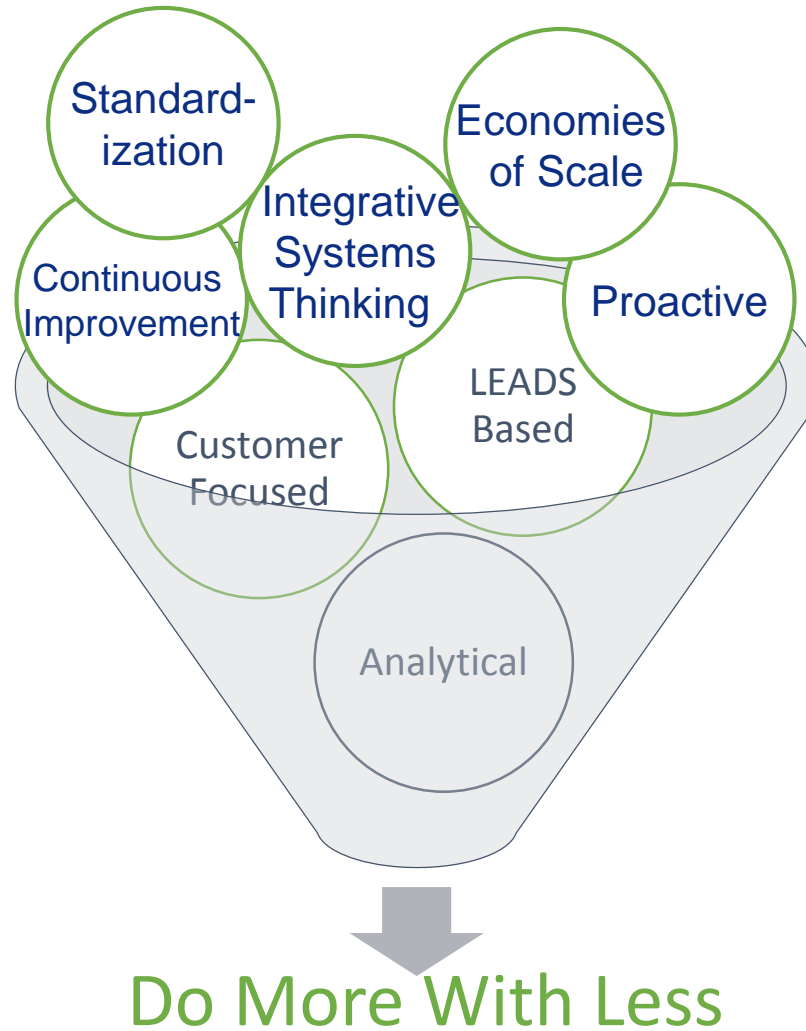 Standard-
ization
Economies
of Scale
Integrative
Systems
Thinking
Continuous
Improvement
Proactive
LEADS
Based
Customer
Focused
Analytical
Do More With Less